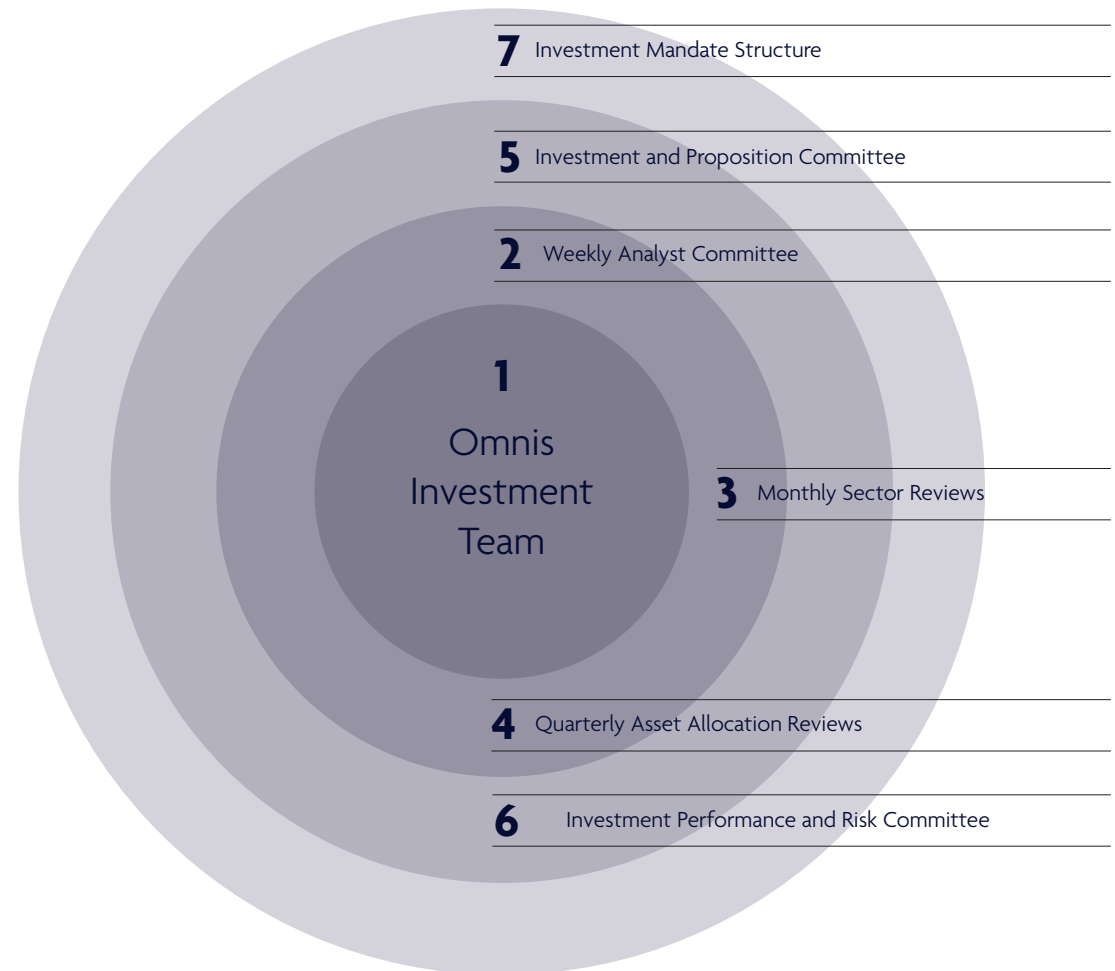 7 Investment Mandate Structure
5 Investment and Proposition Committee
2 Weekly Analyst Committee
1
Omnis
Investment
Team
3 Monthly Sector Reviews
4 Quarterly Asset Allocation Reviews
6 Investment Performance and Risk Committee